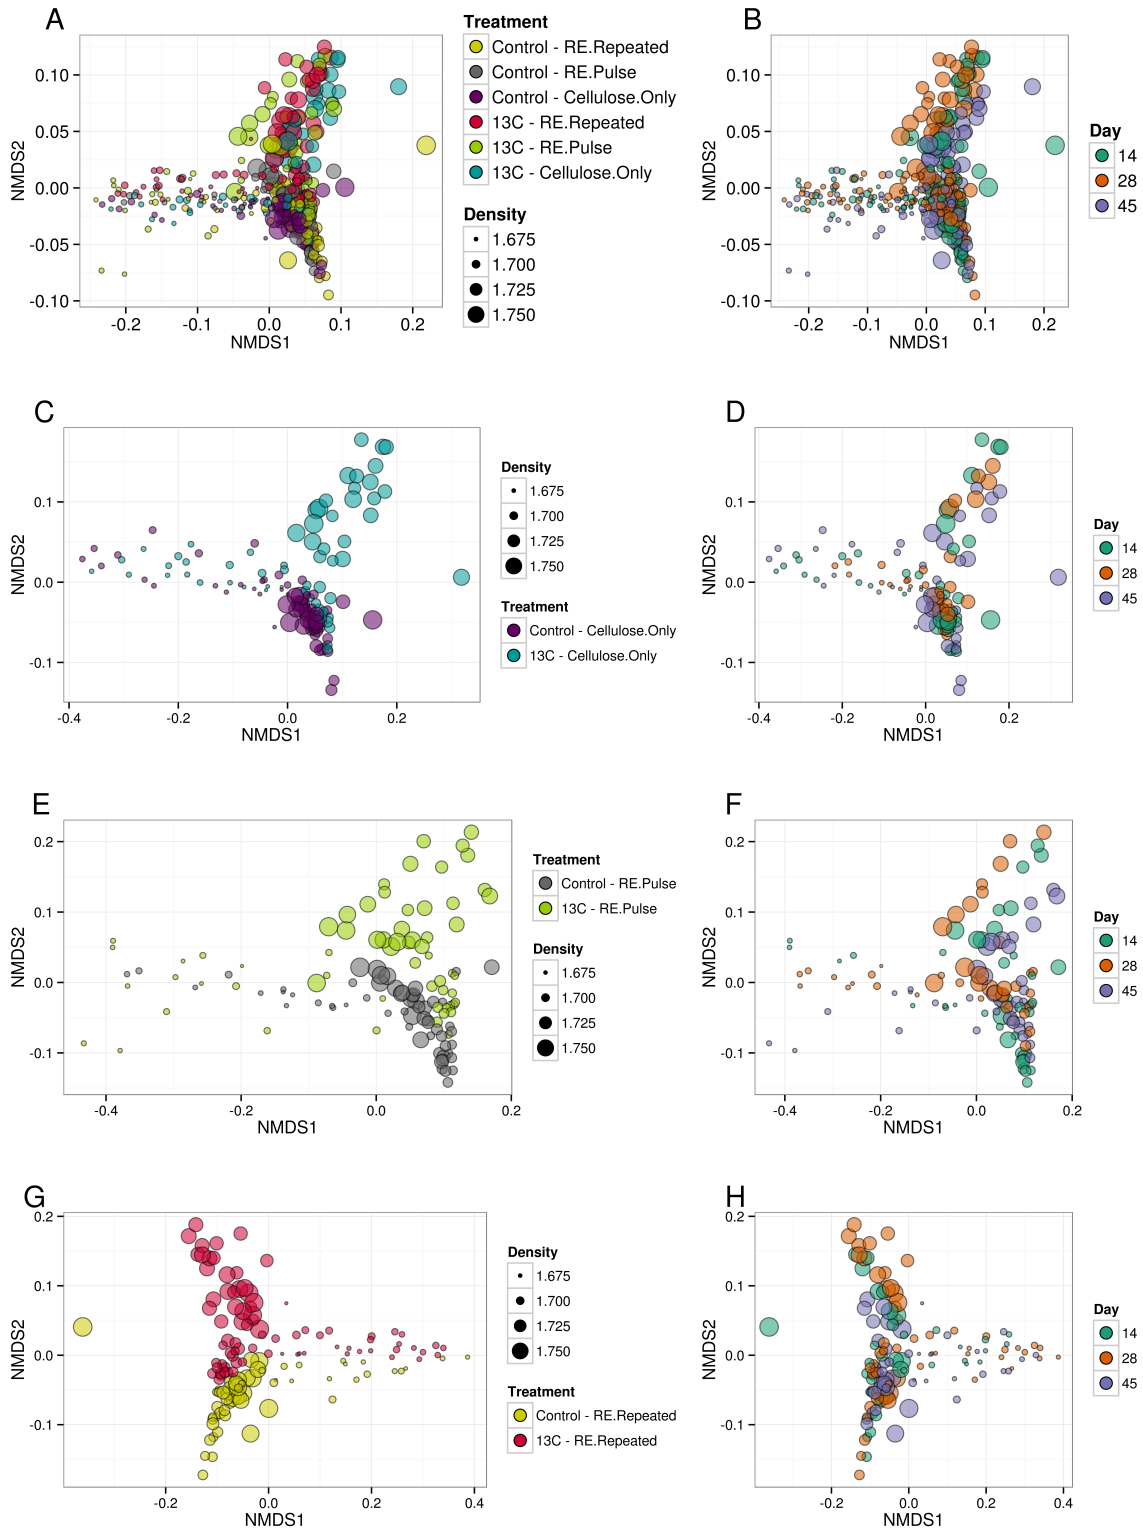 A
Treatment
Control - RE.Repeated
Control - RE.Pulse
Control - Cellulose.Only
13C - RE.Repeated
13C - RE.Pulse
13C - Cellulose.Only
Density
1.675
1.700
1.725
1.750
NMDS2
0.10
0.05
0.00
-0.05
-0.10
-0.2
-0.1
0.0
0.1
0.2
NMDS1
B
NMDS2
0.10
0.05
0.00
-0.05
-0.10
-0.2
-0.1
0.0
0.1
0.2
NMDS1
Day
14
28
45
C
NMDS2
0.1
0.0
-0.1
-0.4
-0.2
0.0
0.2
NMDS1
Density
1.675
1.700
1.725
1.750
Treatment
Control - Cellulose.Only
13C - Cellulose.Only
D
NMDS2
0.1
0.0
-0.1
-0.4
-0.2
0.0
0.2
NMDS1
Day
14
28
45
E
NMDS2
0.2
0.1
0.0
-0.1
-0.4
-0.2
0.0
0.2
NMDS1
Treatment
Control - RE.Pulse
13C - RE.Pulse
Density
1.675
1.700
1.725
1.750
F
NMDS2
0.2
0.1
0.0
-0.1
-0.4
-0.2
0.0
0.2
NMDS1
Day
14
28
45
G
NMDS2
0.2
0.1
0.0
-0.1
-0.2
0.0
0.2
0.4
NMDS1
Density
1.675
1.700
1.725
1.750
Treatment
Control - RE.Repeated
13C - RE.Repeated
H
NMDS2
0.2
0.1
0.0
-0.1
-0.2
0.0
0.2
0.4
NMDS1
Day
14
28
45